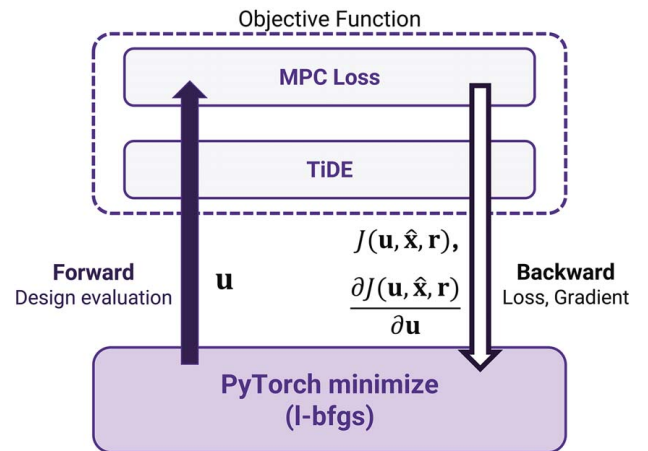 Objective Function
MPC Loss
TiDE
Forward
Design evaluation
u
J(u, x̂, r),
∂J(u, x̂, r)
∂u
Backward
Loss, Gradient
PyTorch minimize
(l-bfgs)